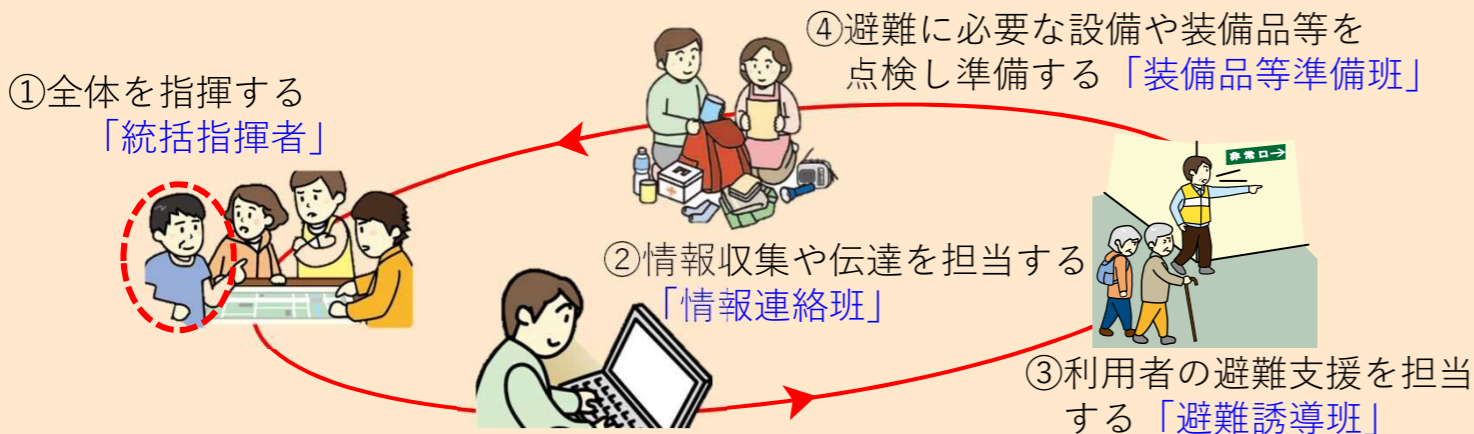 ①全体を指揮する
「統括指揮者」
②情報収集や伝達を担当する
「情報連絡班」
③利用者の避難支援を担当
する「避難誘導班」
④避難に必要な設備や装備品等を
点検し準備する「装備品等準備班」
非常口→